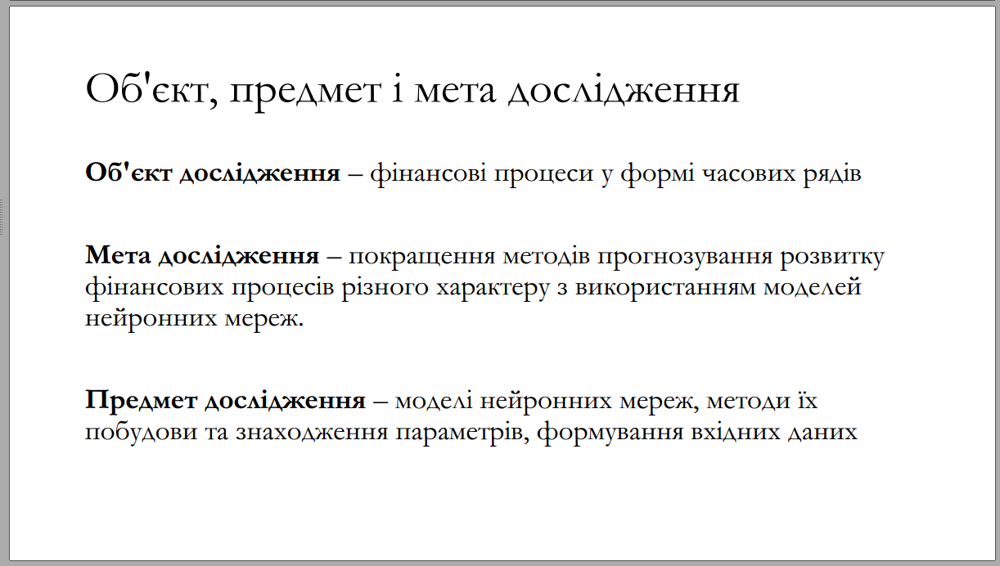 Об'єкт, предмет і мета дослідження
Об'єкт дослідження – фінансові процеси у формі часових рядів
Мета дослідження – покращення методів прогнозування розвитку
фінансових процесів різного характеру з використанням моделей
нейронних мереж.
Предмет дослідження – моделі нейронних мереж, методи їх
побудови та знаходження параметрів, формування вхідних даних